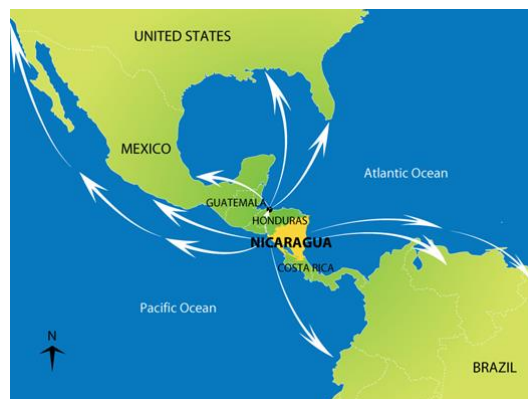 UNITED STATES
MEXICO
Atlantic Ocean
GUATEMALA
HONDURAS
NICARAGUA
COSTA RICA
Pacific Ocean
N
BRAZIL